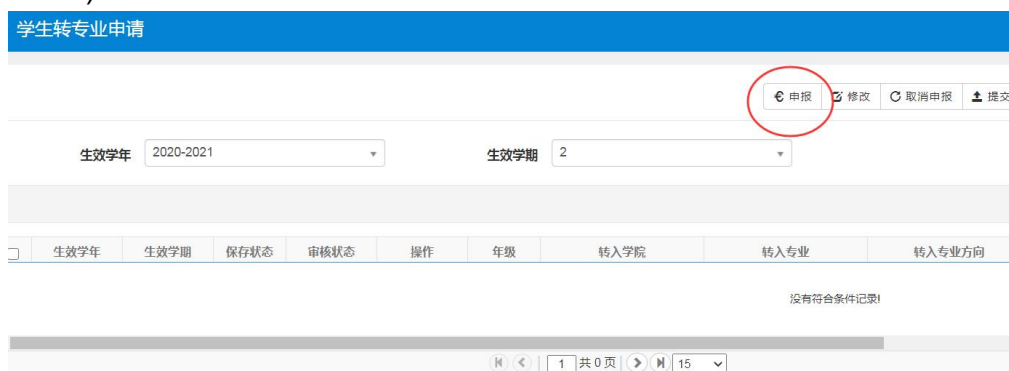 学生转专业申请
申报 修改 取消申报 提交
生效学年 2020-2021 生效学期 2
生效学年 生效学期 保存状态 审核状态 操作 年级 转入学院 转入专业 转入专业方向
没有符合条件记录!
1 共 0 页 15